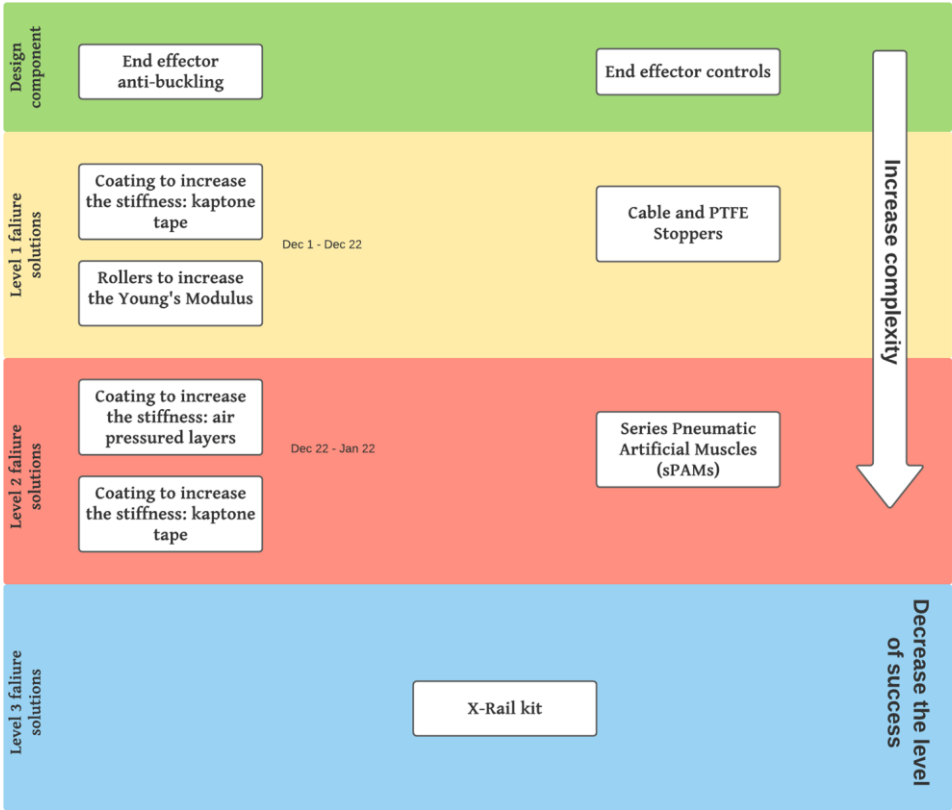 Design
component
End effector
anti-buckling
End effector controls
Increase complexity
Level 1 faliure
solutions
Coating to increase
the stiffness: kaptone
tape
Rollers to increase
the Young's Modulus
Dec 1 - Dec 22
Cable and PTFE
Stoppers
Level 2 faliure
solutions
Coating to increase
the stiffness: air
pressured layers
Coating to increase
the stiffness: kaptone
tape
Dec 22 - Jan 22
Series Pneumatic
Artificial Muscles
(sPAMs)
Level 3 faliure
solutions
X-Rail kit
Decrease the level
of success